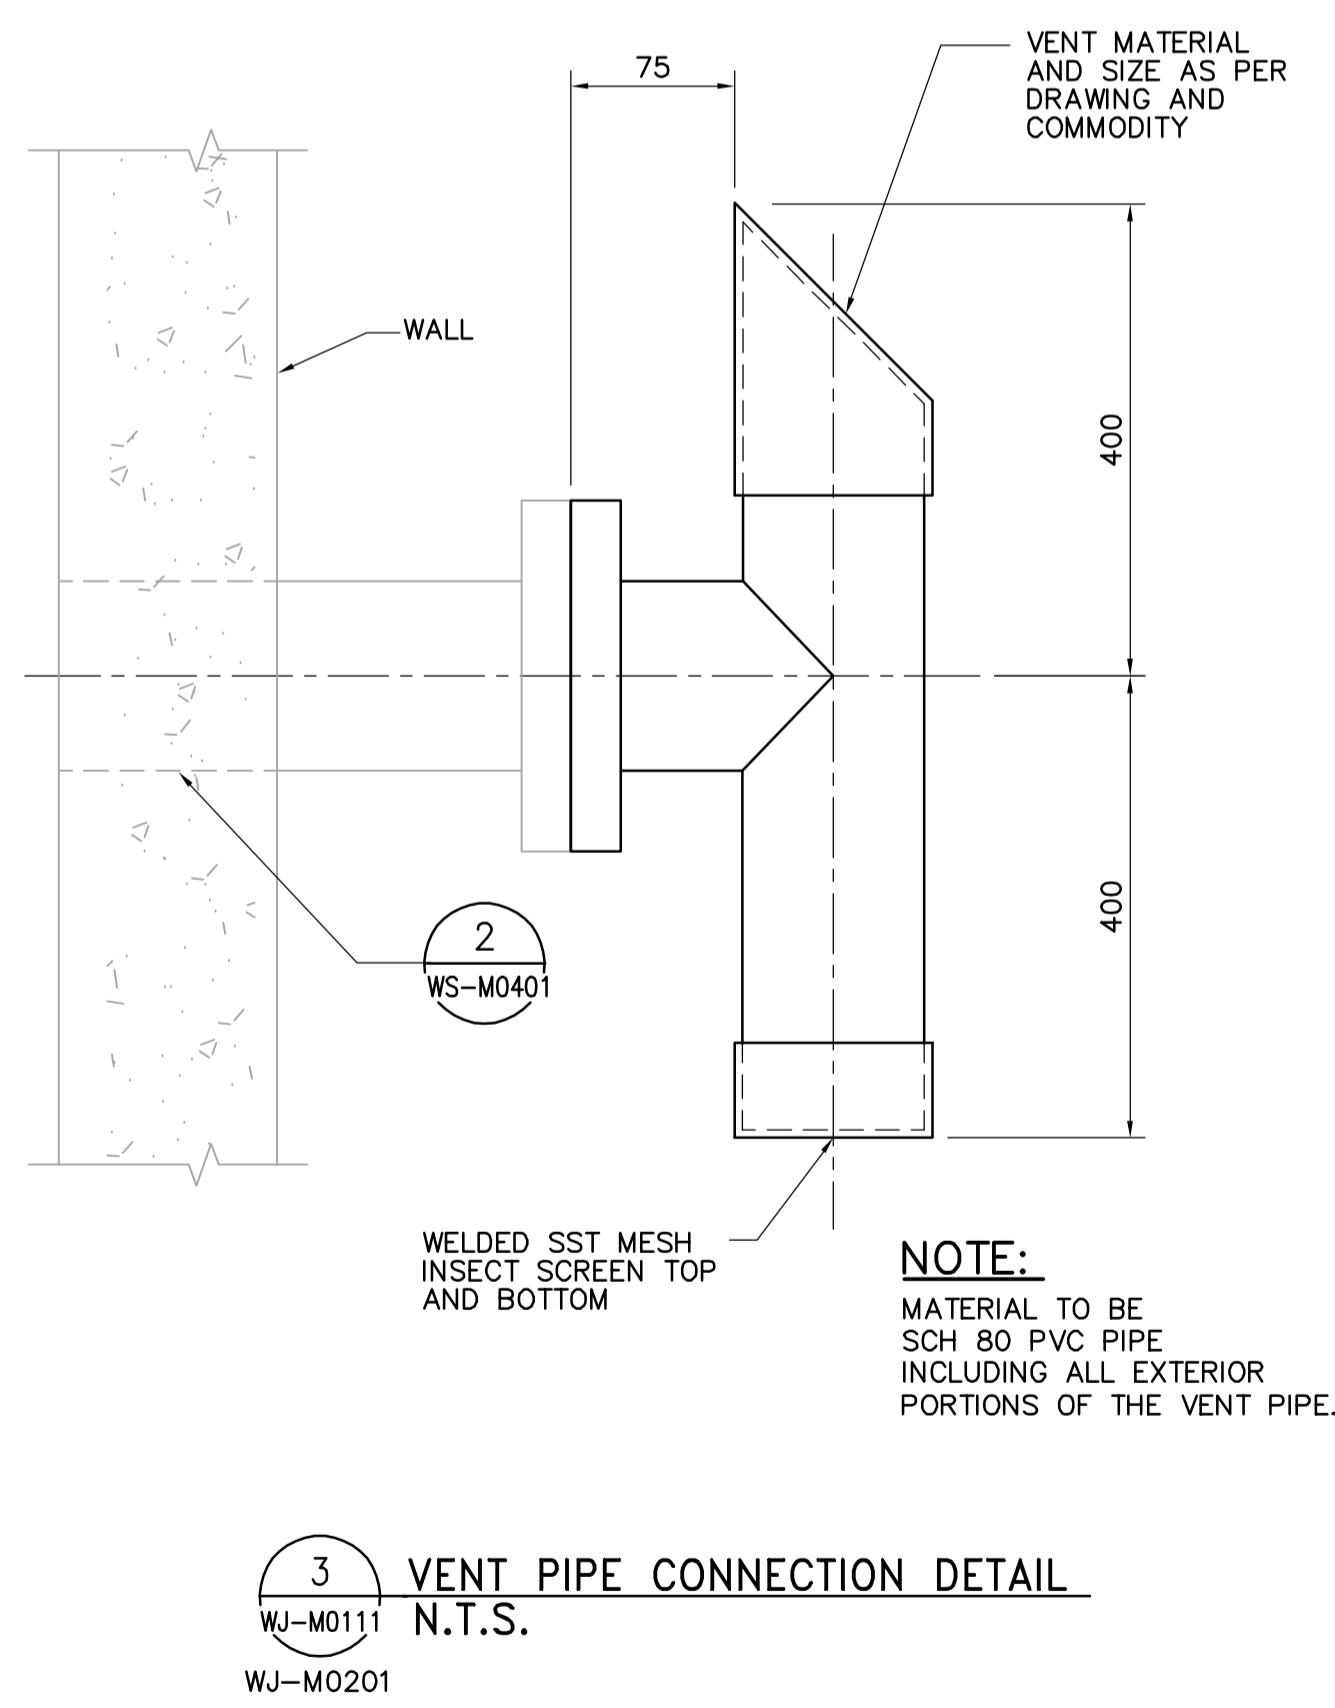 75
VENT MATERIAL
AND SIZE AS PER
DRAWING AND
COMMODITY
WALL
400
400
2
WS-M0401
WELDED SST MESH
INSECT SCREEN TOP
AND BOTTOM
NOTE:
MATERIAL TO BE
SCH 80 PVC PIPE
INCLUDING ALL EXTERIOR
PORTIONS OF THE VENT PIPE.
3
WJ-M0111
WJ-M0201
VENT PIPE CONNECTION DETAIL
N.T.S.